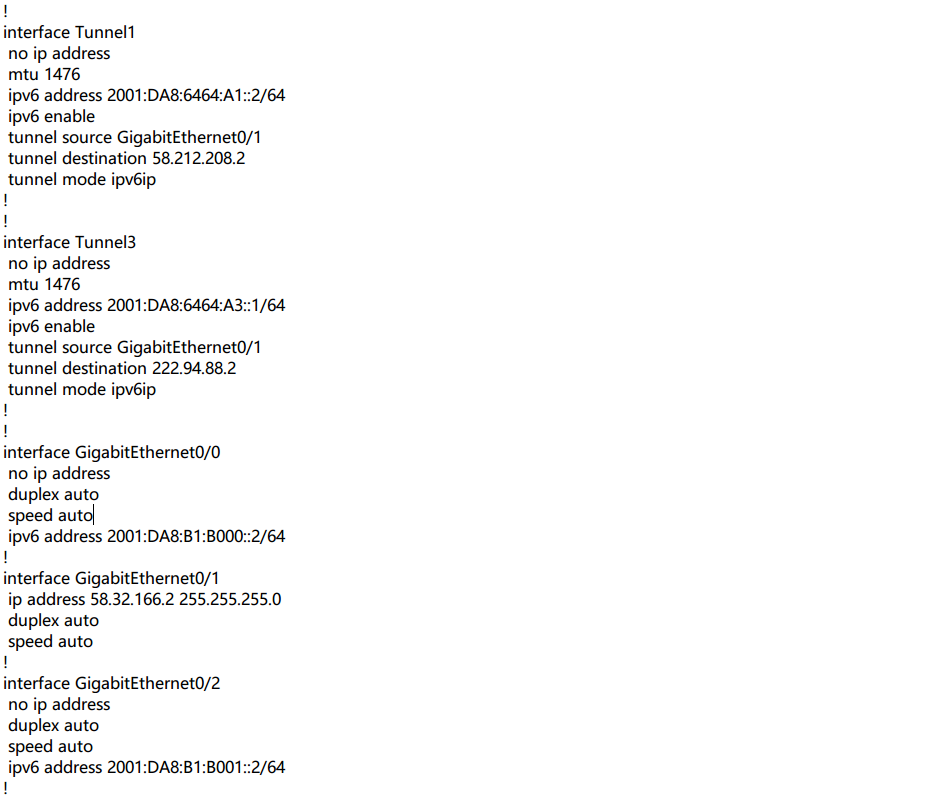 !
interface Tunnel1
 no ip address
 mtu 1476
 ipv6 address 2001:DA8:6464:A1::2/64
 ipv6 enable
 tunnel source GigabitEthernet0/1
 tunnel destination 58.212.208.2
 tunnel mode ipv6ip
!
!
interface Tunnel3
 no ip address
 mtu 1476
 ipv6 address 2001:DA8:6464:A3::1/64
 ipv6 enable
 tunnel source GigabitEthernet0/1
 tunnel destination 222.94.88.2
 tunnel mode ipv6ip
!
!
interface GigabitEthernet0/0
 no ip address
 duplex auto
 speed auto
 ipv6 address 2001:DA8:B1:B000::2/64
!
interface GigabitEthernet0/1
 ip address 58.32.166.2 255.255.255.0
 duplex auto
 speed auto
!
interface GigabitEthernet0/2
 no ip address
 duplex auto
 speed auto
 ipv6 address 2001:DA8:B1:B001::2/64
!